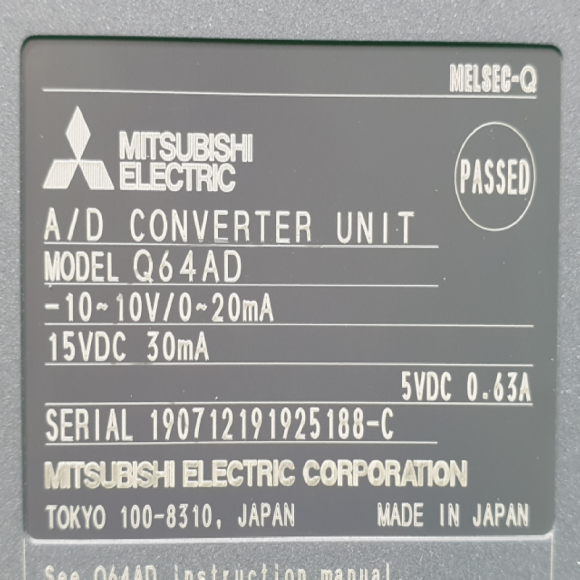 MELSEC-Q
MITSUBISHI
ELECTRIC
PASSED
A/D CONVERTER UNIT
MODEL Q64AD
-10~10V/0~20mA
15VDC 30mA
5VDC 0.63A
SERIAL 190712191925188-C
MITSUBISHI ELECTRIC CORPORATION
TOKYO 100-8310, JAPAN MADE IN JAPAN
See Q64AD instruction manual